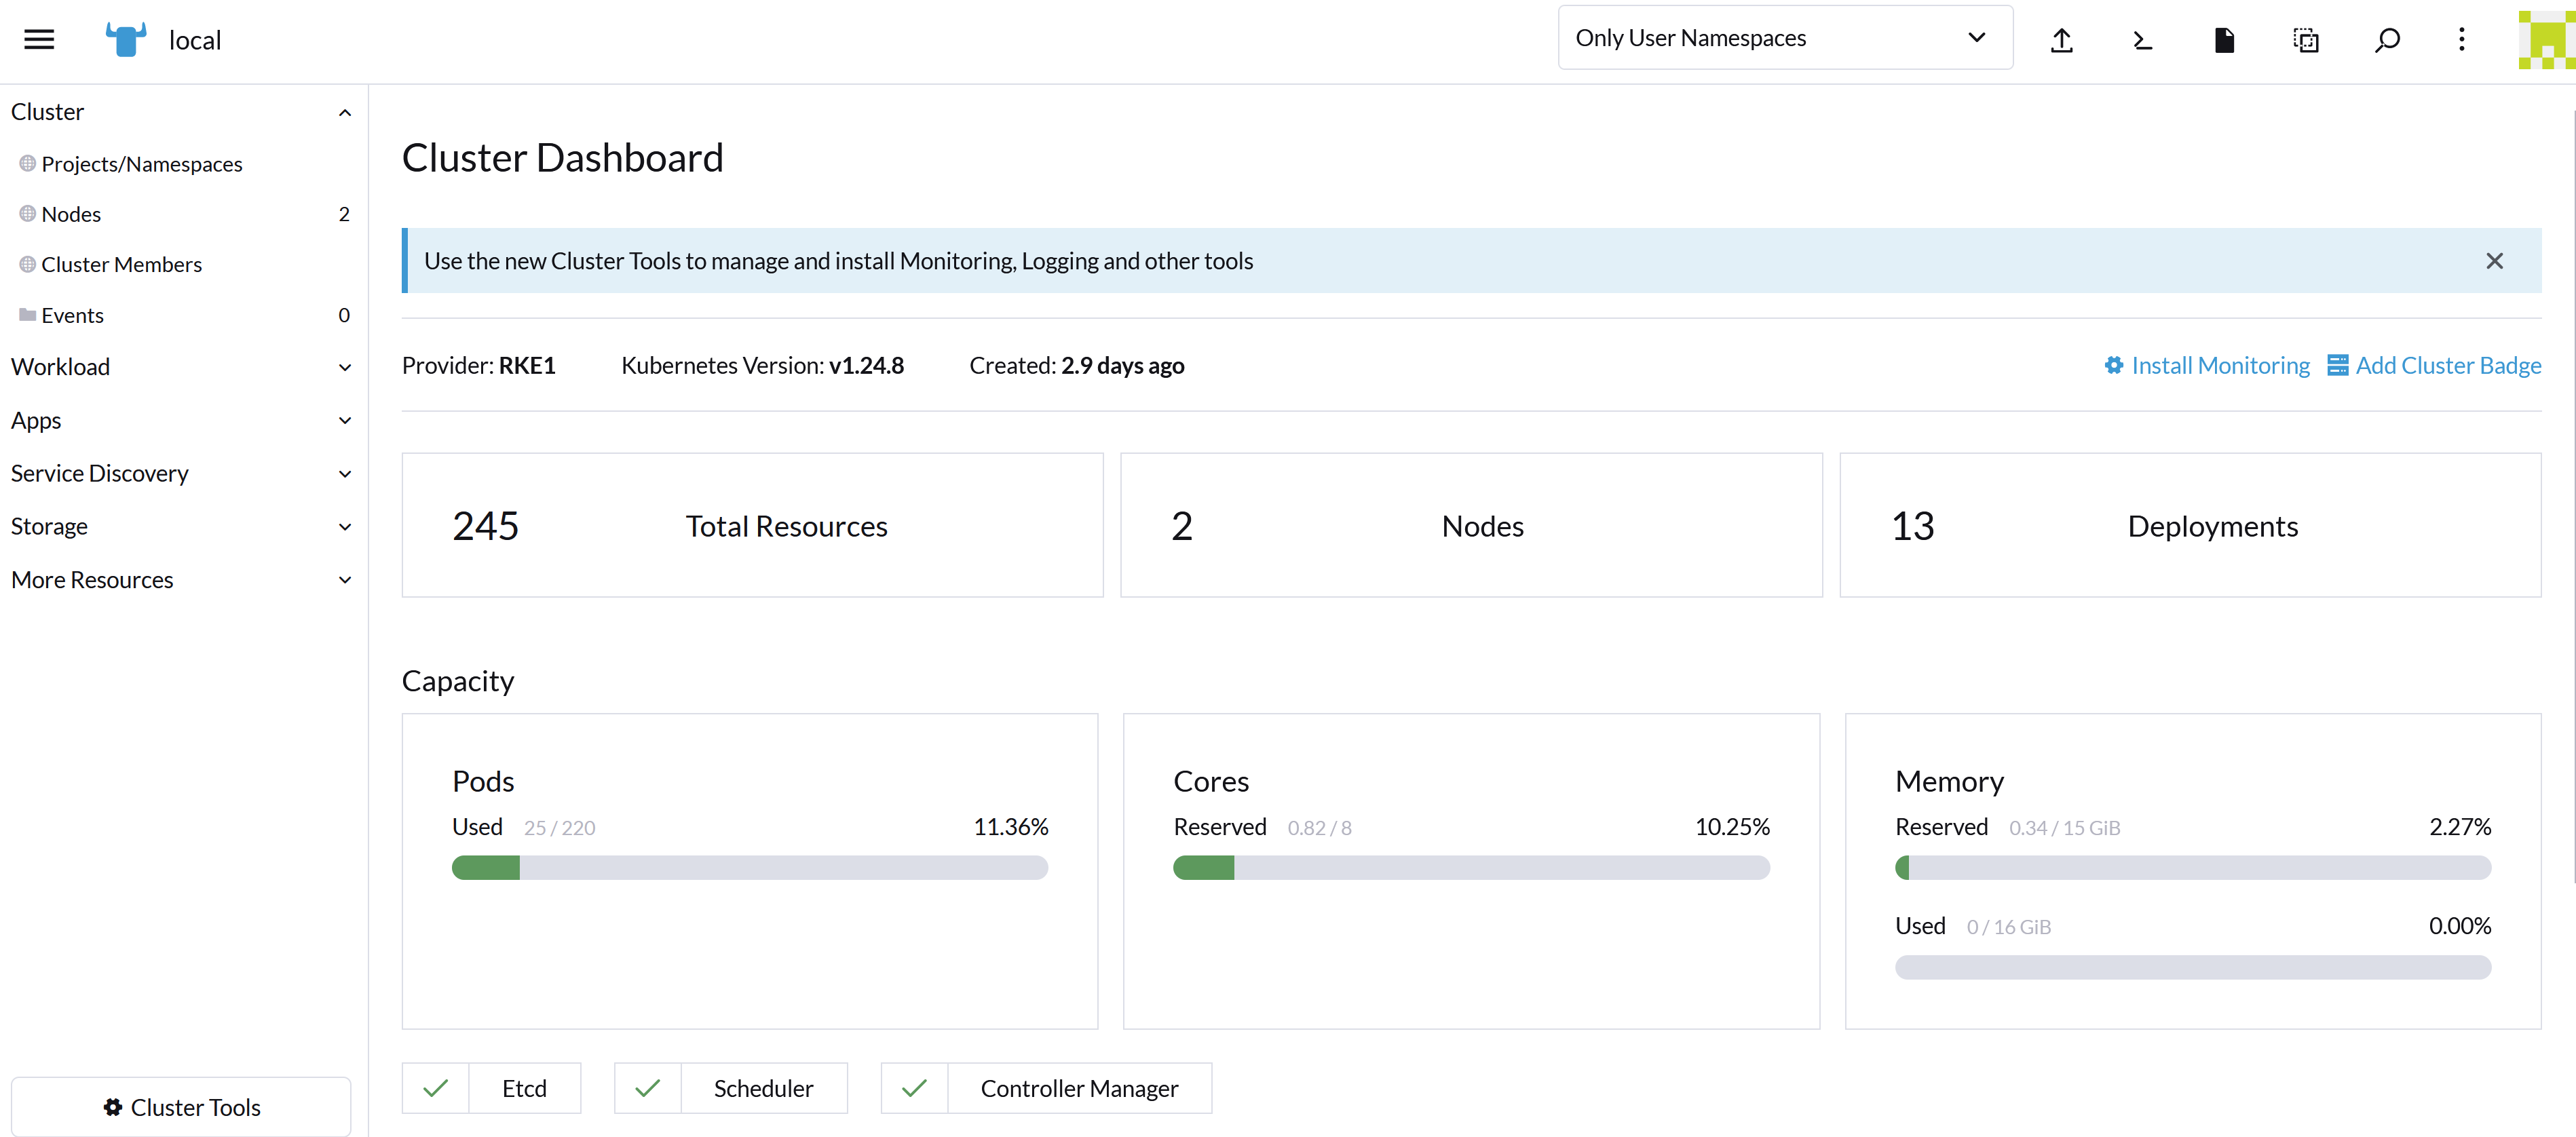 local
Only User Namespaces
Cluster
Projects/Namespaces
Nodes 2
Cluster Members
Events 0
Workload
Apps
Service Discovery
Storage
More Resources
Cluster Tools
Cluster Dashboard
Use the new Cluster Tools to manage and install Monitoring, Logging and other tools
Provider: RKE1 Kubernetes Version: v1.24.8 Created: 2.9 days ago Install Monitoring Add Cluster Badge
245 Total Resources
2 Nodes
13 Deployments
Capacity
Pods
Used 25 / 220 11.36%
Cores
Reserved 0.82 / 8 10.25%
Memory
Reserved 0.34 / 15 GiB 2.27%
Used 0 / 16 GiB 0.00%
Etcd
Scheduler
Controller Manager